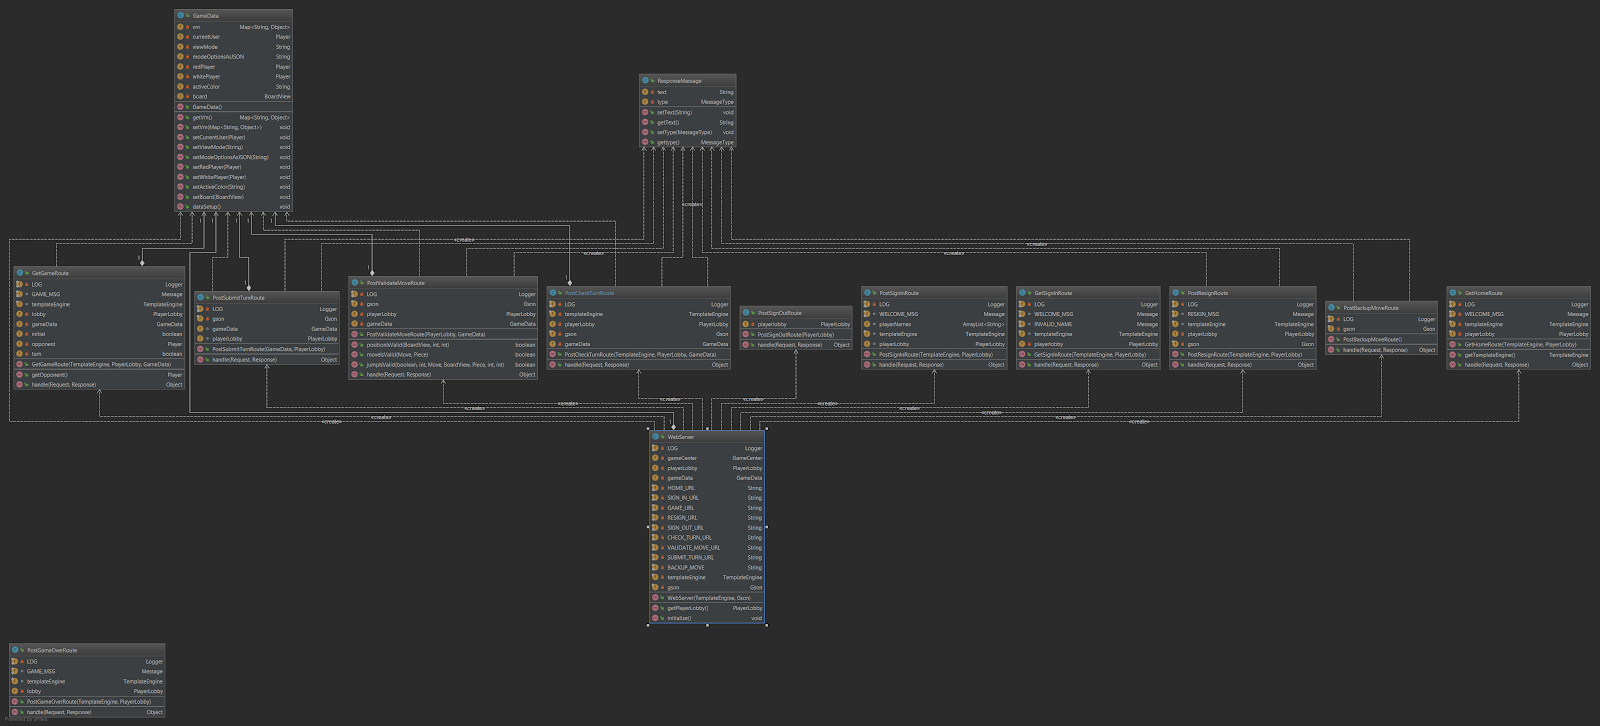 GameData
vm Map<String, Object>
currentUser Player
viewMode String
modeOptionsAsJSON String
redPlayer Player
whitePlayer Player
activeColor String
board BoardView
GameData()
getVm() Map<String, Object>
setVm(Map<String, Object>) void
setCurrentUser(Player) void
setViewMode(String) void
setModeOptionsAsJSON(String) void
setRedPlayer(Player) void
setWhitePlayer(Player) void
setActiveColor(String) void
setBoard(BoardView) void
dataSetup() void
ResponseMessage
text String
type MessageType
setText(String) void
getText() String
setType(MessageType) void
gettype() MessageType
«create»
«create»
«create»
«create»
GetGameRoute
LOG Logger
GAME_MSG Message
templateEngine TemplateEngine
lobby PlayerLobby
gameData GameData
initial boolean
opponent Player
turn boolean
GetGameRoute(TemplateEngine, PlayerLobby, GameData)
getOpponent() Player
handle(Request, Response) Object
PostSubmitTurnRoute
LOG Logger
gson Gson
gameData GameData
playerLobby PlayerLobby
PostSubmitTurnRoute(GameData, PlayerLobby)
handle(Request, Response) Object
PostValidateMoveRoute
LOG Logger
gson Gson
playerLobby PlayerLobby
gameData GameData
PostValidateMoveRoute(PlayerLobby, GameData)
positionIsValid(BoardView, int, int) boolean
moveIsValid(Move, Piece) boolean
jumpIsValid(boolean, int, Move, BoardView, Piece, int, int) boolean
handle(Request, Response) Object
PostCheckTurnRoute
LOG Logger
templateEngine TemplateEngine
playerLobby PlayerLobby
gson Gson
gameData GameData
PostCheckTurnRoute(TemplateEngine, PlayerLobby, GameData)
handle(Request, Response) Object
PostSignOutRoute
playerlobby PlayerLobby
PostSignOutRoute(PlayerLobby)
handle(Request, Response) Object
PostSignInRoute
LOG Logger
WELCOME_MSG Message
playerNames ArrayList<String>
templateEngine TemplateEngine
playerLobby PlayerLobby
PostSignInRoute(TemplateEngine, PlayerLobby)
handle(Request, Response) Object
GetSignInRoute
LOG Logger
WELCOME_MSG Message
INVALID_NAME Message
templateEngine TemplateEngine
playerlobby PlayerLobby
GetSignInRoute(TemplateEngine, PlayerLobby)
handle(Request, Response) Object
PostResignRoute
LOG Logger
RESIGN_MSG Message
templateEngine TemplateEngine
playerLobby PlayerLobby
gson Gson
PostResignRoute(TemplateEngine, PlayerLobby)
handle(Request, Response) Object
PostBackupMoveRoute
LOG Logger
gson Gson
PostBackupMoveRoute()
handle(Request, Response) Object
GetHomeRoute
LOG Logger
WELCOME_MSG Message
templateEngine TemplateEngine
playerLobby PlayerLobby
GetHomeRoute(TemplateEngine, PlayerLobby)
getTemplateEngine() TemplateEngine
handle(Request, Response) Object
«create»
«create»
«create»
«create»
«create»
«create»
«create»
«create»
«create»
«create»
WebServer
LOG Logger
gameCenter GameCenter
playerLobby PlayerLobby
gameData GameData
HOME_URL String
SIGN_IN_URL String
GAME_URL String
RESIGN_URL String
SIGN_OUT_URL String
CHECK_TURN_URL String
VALIDATE_MOVE_URL String
SUBMIT_TURN_URL String
BACKUP_MOVE String
templateEngine TemplateEngine
gson Gson
WebServer(TemplateEngine, Gson)
getPlayerLobby() PlayerLobby
initialize() void
PostGameOverRoute
LOG Logger
GAME_MSG Message
templateEngine TemplateEngine
lobby PlayerLobby
PostGameOverRoute(TemplateEngine, PlayerLobby)
handle(Request, Response) Object
Powered by yFiles